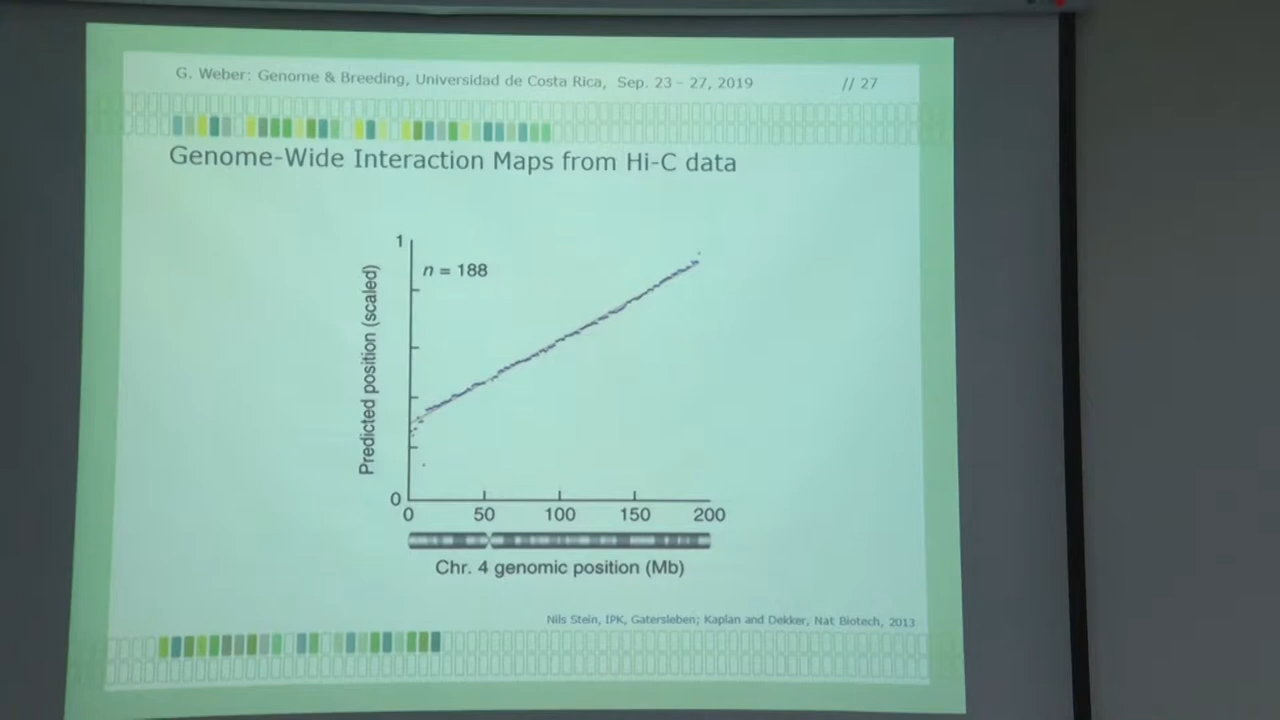 G. Weber: Genome & Breeding, Universidad de Costa Rica, Sep. 23 – 27, 2019 // 27
Genome-Wide Interaction Maps from Hi-C data
1
n = 188
Predicted position (scaled)
0
0 50 100 150 200
Chr. 4 genomic position (Mb)
Nils Stein, IPK, Gatersleben; Kaplan and Dekker, Nat Biotech, 2013